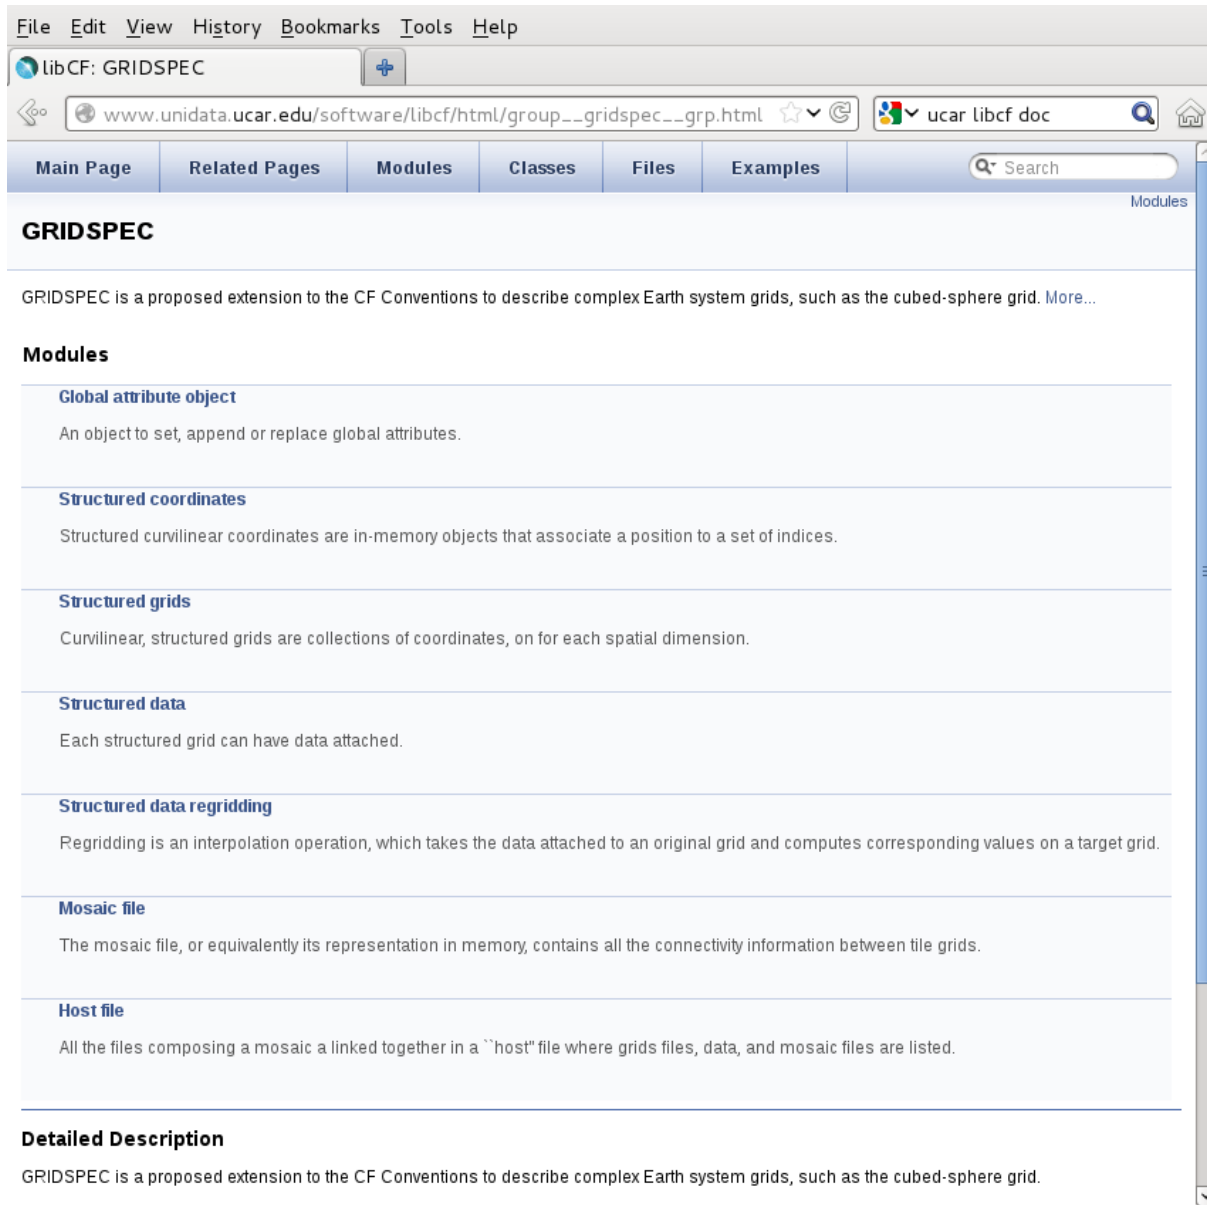 File Edit View History Bookmarks Tools Help
libCF: GRIDSPEC
www.unidata.ucar.edu/software/libcf/html/group__gridspec__grp.html ucar libcf doc
Main Page Related Pages Modules Classes Files Examples Search
Modules
GRIDSPEC
GRIDSPEC is a proposed extension to the CF Conventions to describe complex Earth system grids, such as the cubed-sphere grid. More...
Modules
Global attribute object
An object to set, append or replace global attributes.
Structured coordinates
Structured curvilinear coordinates are in-memory objects that associate a position to a set of indices.
Structured grids
Curvilinear, structured grids are collections of coordinates, on for each spatial dimension.
Structured data
Each structured grid can have data attached.
Structured data regridding
Regridding is an interpolation operation, which takes the data attached to an original grid and computes corresponding values on a target grid.
Mosaic file
The mosaic file, or equivalently its representation in memory, contains all the connectivity information between tile grids.
Host file
All the files composing a mosaic a linked together in a ``host" file where grids files, data, and mosaic files are listed.
Detailed Description
GRIDSPEC is a proposed extension to the CF Conventions to describe complex Earth system grids, such as the cubed-sphere grid.